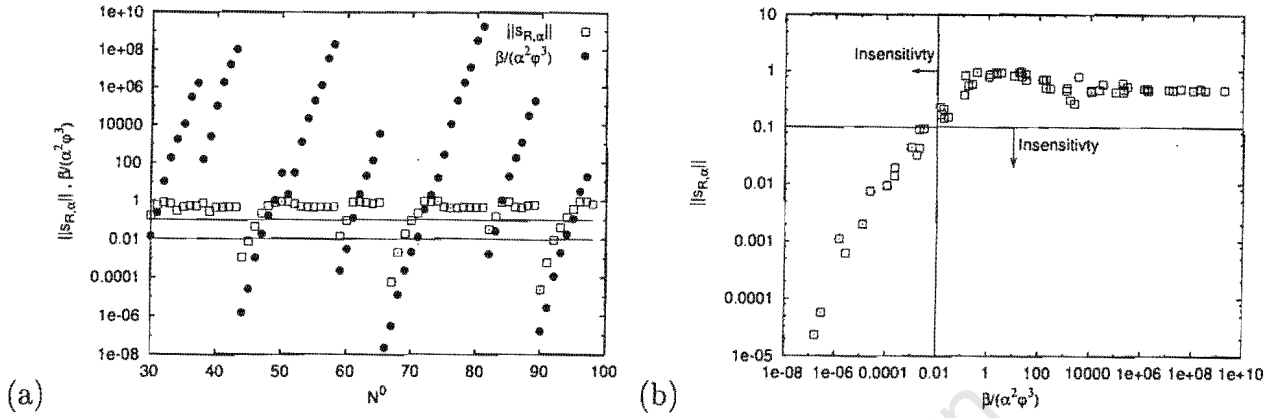 1e+10
1e+08
1e+06
10000
100
1
0.01
0.0001
1e-06
1e-08
||s_R,α|| , β/(α²φ³)
||s_R,α||
β/(α²φ³)
30 40 50 60 70 80 90 100
N⁰
(a)
10
1
0.1
0.01
0.001
0.0001
1e-05
||s_R,α||
Insensitivty
Insensitivty
1e-08 1e-06 0.0001 0.01 1 100 10000 1e+06 1e+08 1e+10
β/(α²φ³)
(b)